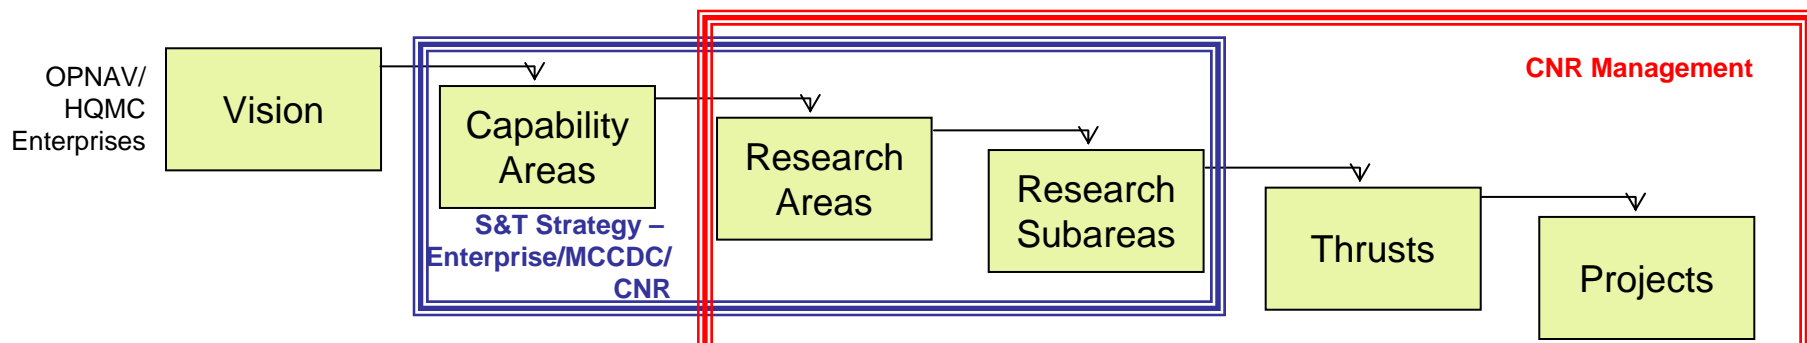 OPNAV/
HQMC
Enterprises
Vision
Capability
Areas
S&T Strategy –
Enterprise/MCCDC/
CNR
Research
Areas
Research
Subareas
CNR Management
Thrusts
Projects